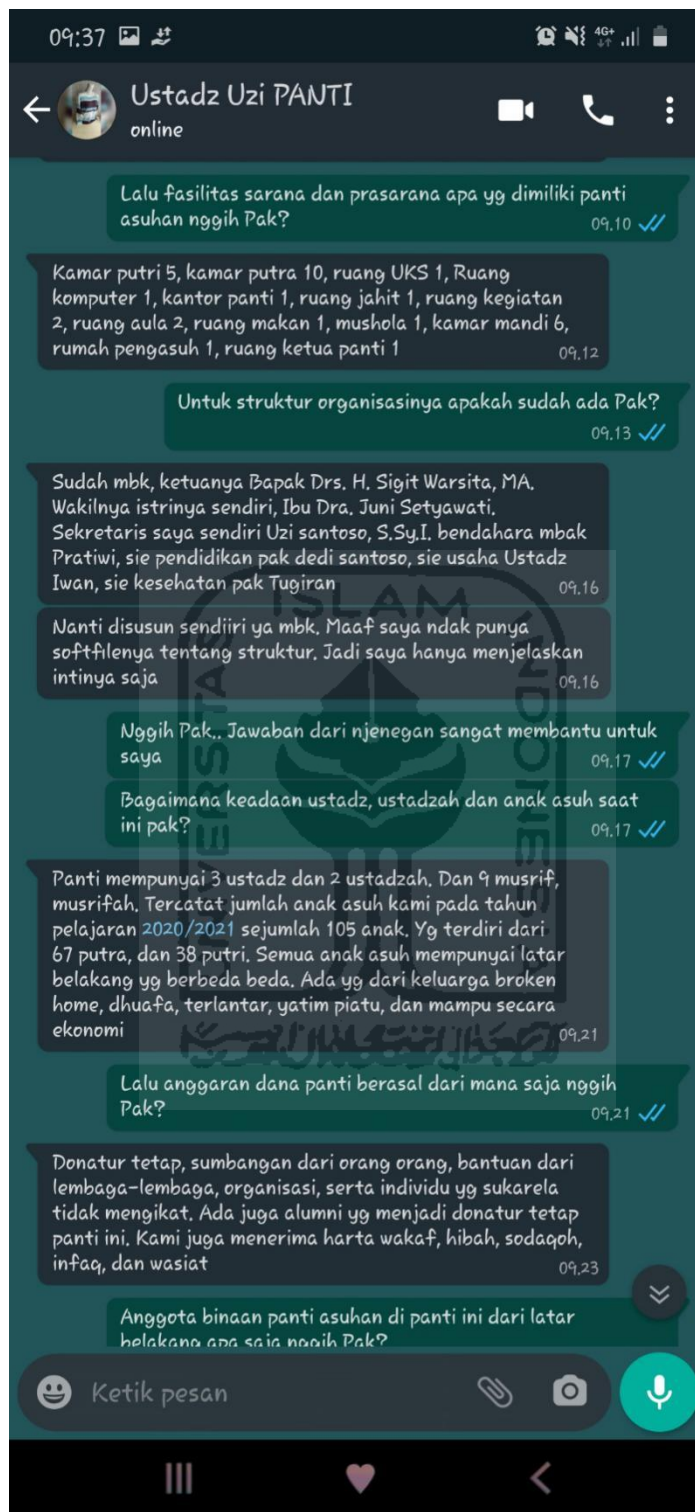 09:37
4G+
Ustadz Uzi PANTI
online
Lalu fasilitas sarana dan prasarana apa yg dimiliki panti
asuhan nggih Pak?
09.10
Kamar putri 5, kamar putra 10, ruang UKS 1, Ruang
komputer 1, kantor panti 1, ruang jahit 1, ruang kegiatan
2, ruang aula 2, ruang makan 1, mushola 1, kamar mandi 6,
rumah pengasuh 1, ruang ketua panti 1
09.12
Untuk struktur organisasinya apakah sudah ada Pak?
09.13
Sudah mbk, ketuanya Bapak Drs. H. Sigit Warsita, MA.
Wakilnya istrinya sendiri, Ibu Dra. Juni Setyawati.
Sekretaris saya sendiri Uzi santoso, S.Sy.I. bendahara mbak
Pratiwi, sie pendidikan pak dedi santoso, sie usaha Ustadz
Iwan, sie kesehatan pak Tugiran
09.16
Nanti disusun sendiiri ya mbk. Maaf saya ndak punya
softfilenya tentang struktur. Jadi saya hanya menjelaskan
intinya saja
09.16
Nggih Pak.. Jawaban dari njenegan sangat membantu untuk
saya
09.17
Bagaimana keadaan ustadz, ustadzah dan anak asuh saat
ini pak?
09.17
Panti mempunyai 3 ustadz dan 2 ustadzah. Dan 9 musrif,
musrifah. Tercatat jumlah anak asuh kami pada tahun
pelajaran 2020/2021 sejumlah 105 anak. Yg terdiri dari
67 putra, dan 38 putri. Semua anak asuh mempunyai latar
belakang yg berbeda beda. Ada yg dari keluarga broken
home, dhuafa, terlantar, yatim piatu, dan mampu secara
ekonomi
09.21
Lalu anggaran dana panti berasal dari mana saja nggih
Pak?
09.21
Donatur tetap, sumbangan dari orang orang, bantuan dari
lembaga-lembaga, organisasi, serta individu yg sukarela
tidak mengikat. Ada juga alumni yg menjadi donatur tetap
panti ini. Kami juga menerima harta wakaf, hibah, sodaqoh,
infaq, dan wasiat
09.23
Anggota binaan panti asuhan di panti ini dari latar
belakang apa saja nggih Pak?
Ketik pesan
ISLAM
UNIVERSITAS
INDONESIA